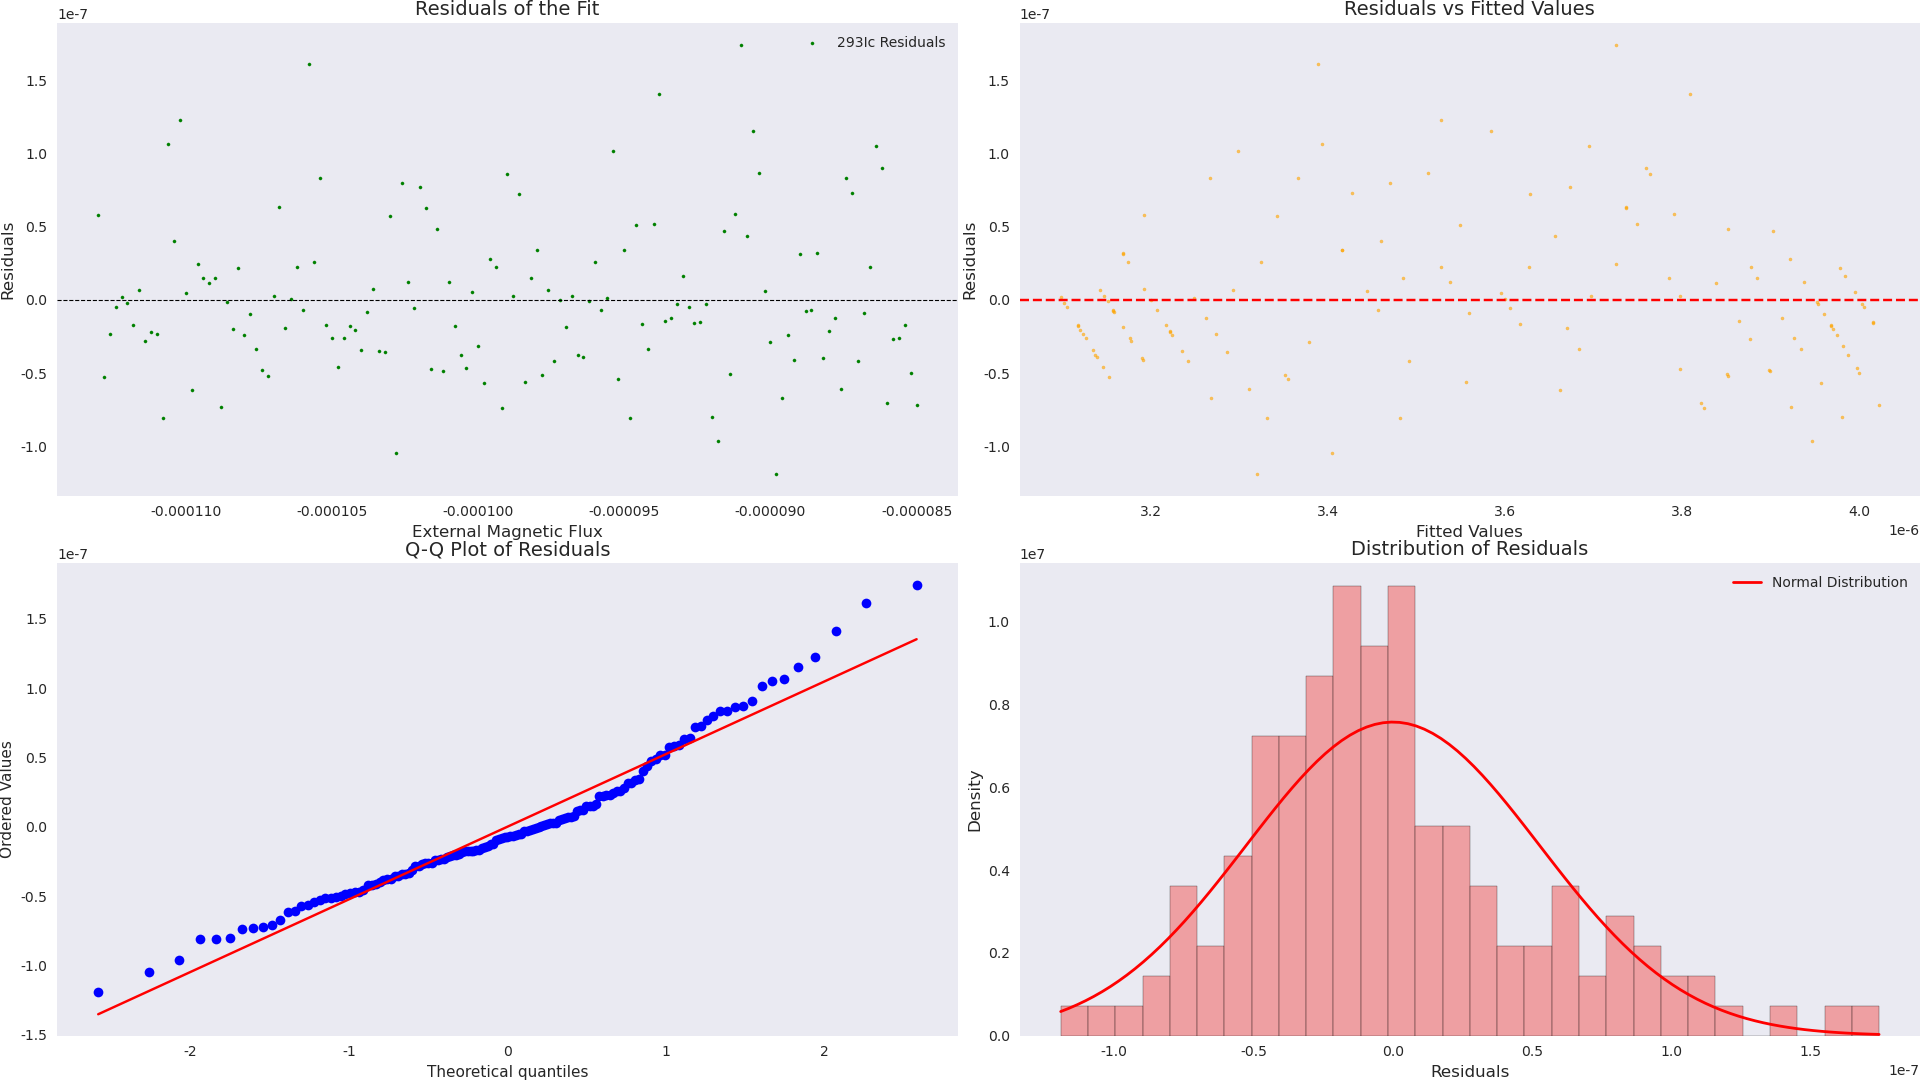 Residuals of the Fit
1e-7
293Ic Residuals
1.5
1.0
0.5
0.0
-0.5
-1.0
Residuals
-0.000110
-0.000105
-0.000100
-0.000095
-0.000090
-0.000085
External Magnetic Flux
Residuals vs Fitted Values
1e-7
1.5
1.0
0.5
0.0
-0.5
-1.0
Residuals
3.2
3.4
3.6
3.8
4.0
1e-6
Fitted Values
Q-Q Plot of Residuals
1e-7
1.5
1.0
0.5
0.0
-0.5
-1.0
-1.5
Ordered Values
-2
-1
0
1
2
Theoretical quantiles
Distribution of Residuals
1e7
Normal Distribution
1.0
0.8
0.6
0.4
0.2
0.0
Density
-1.0
-0.5
0.0
0.5
1.0
1.5
1e-7
Residuals